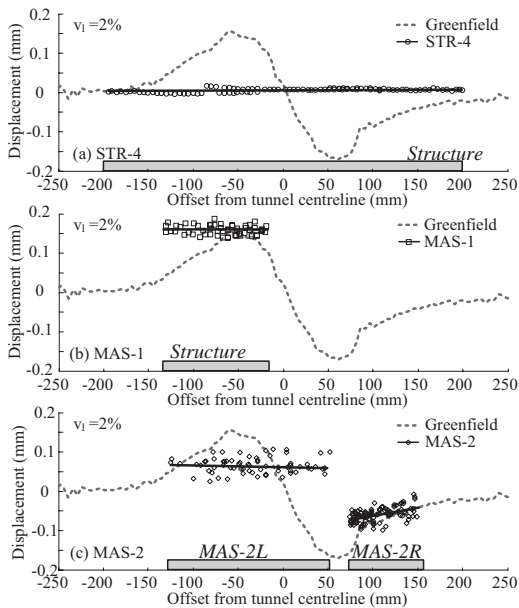 0.2
v_l =2%
Greenfield
STR-4
0.1
0
-0.1
-0.2
Displacement (mm)
(a) STR-4
Structure
-250 -200 -150 -100 -50 0 50 100 150 200 250
Offset from tunnel centreline (mm)
0.2
v_l =2%
Greenfield
MAS-1
0.1
0
-0.1
-0.2
Displacement (mm)
(b) MAS-1
Structure
-250 -200 -150 -100 -50 0 50 100 150 200 250
Offset from tunnel centreline (mm)
0.2
v_l =2%
Greenfield
MAS-2
0.1
0
-0.1
-0.2
Displacement (mm)
(c) MAS-2
MAS-2L
MAS-2R
-250 -200 -150 -100 -50 0 50 100 150 200 250
Offset from tunnel centreline (mm)